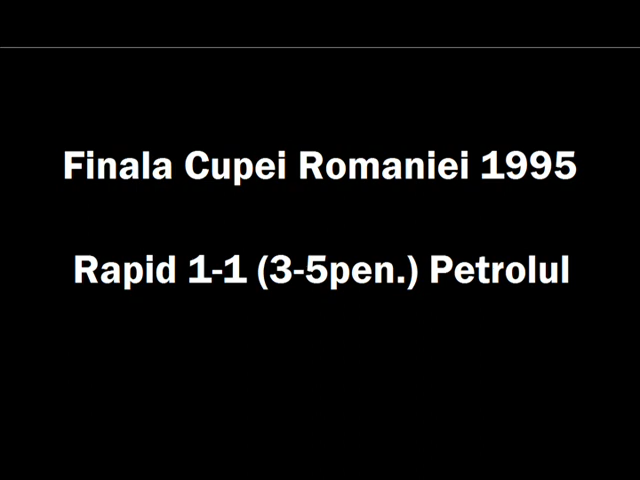 Finala Cupei Romaniei 1995
Rapid 1-1 (3-5pen.) Petrolul